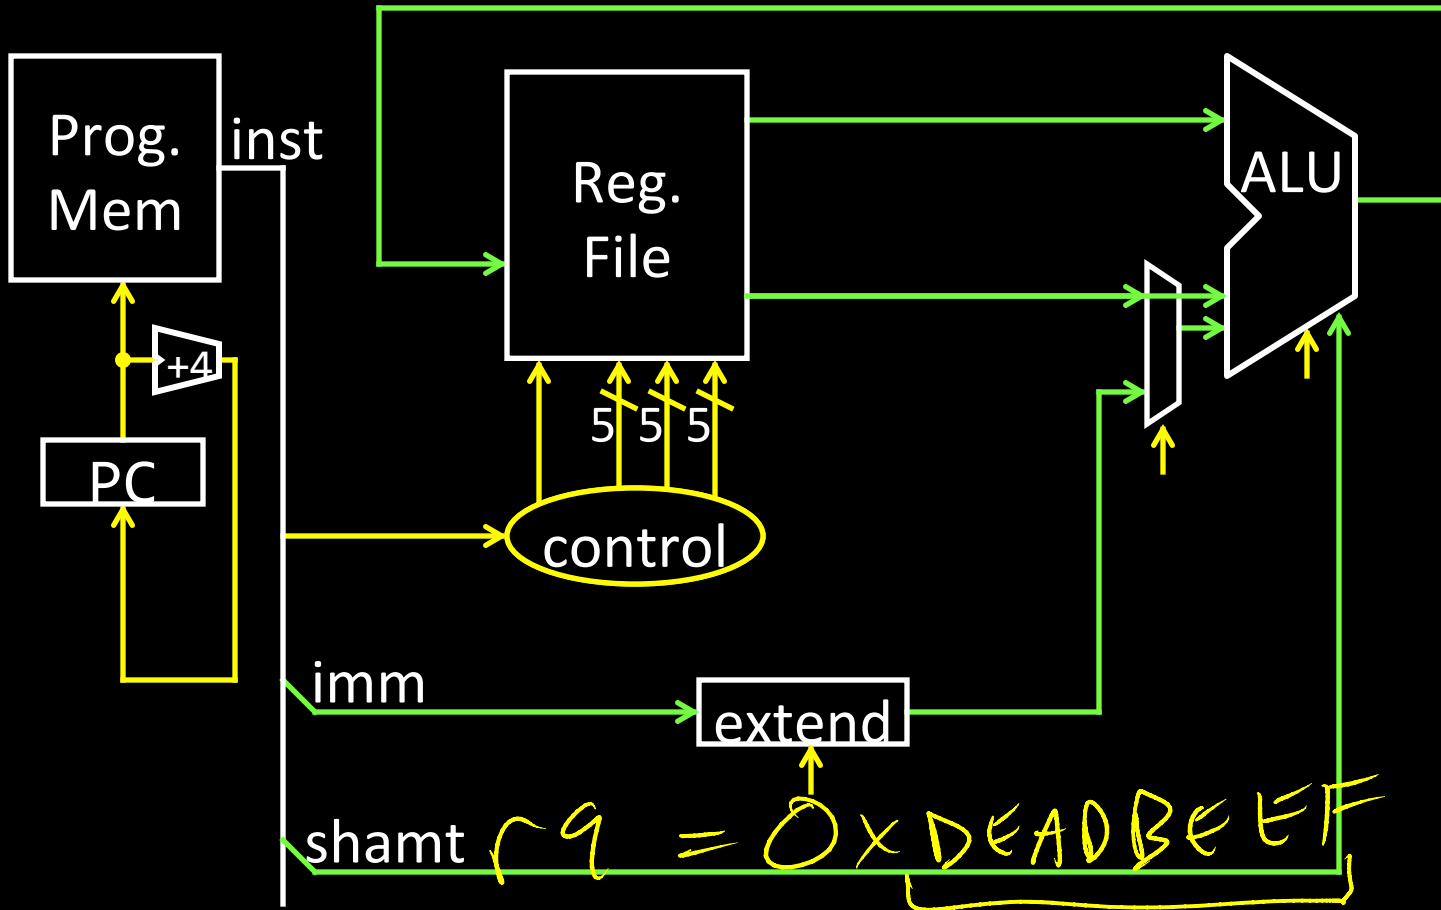 Prog.
Mem
inst
Reg.
File
ALU
+4
5 5 5
PC
control
imm
extend
shamt
r9 = 0xDEADBEEF